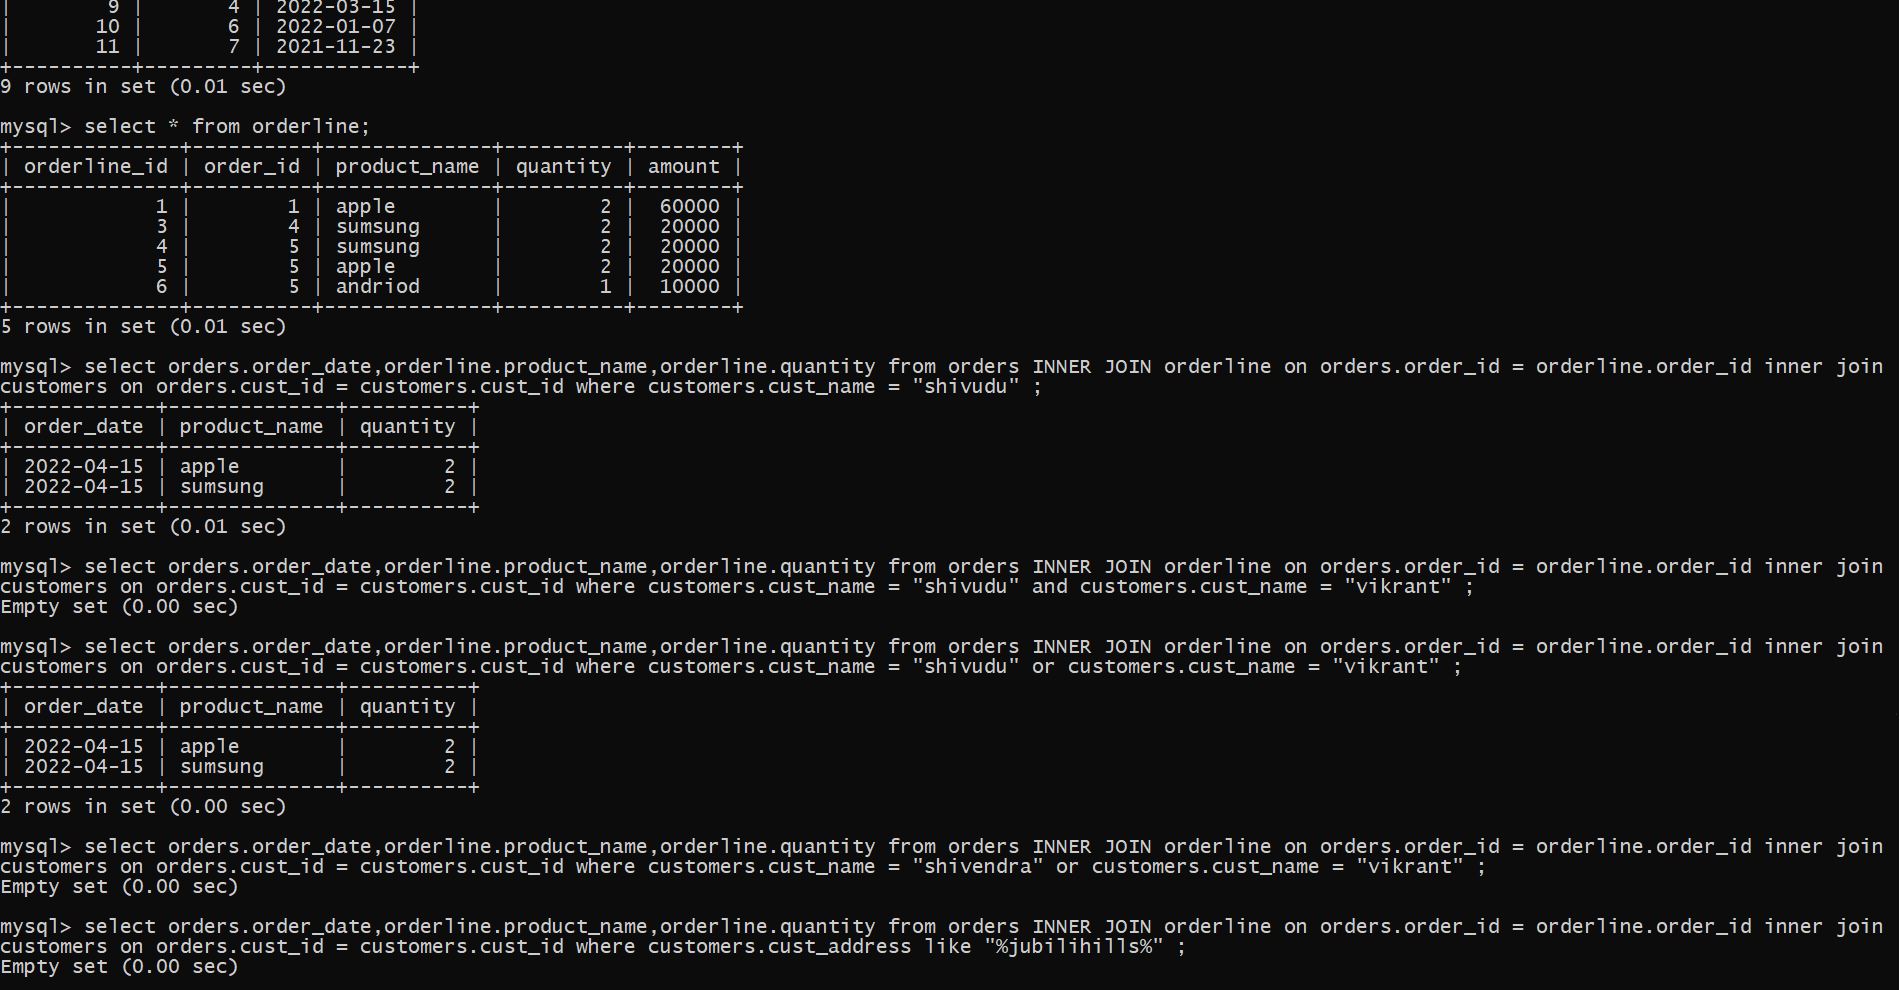 |        9 |       4 | 2022-03-15 |
|       10 |       6 | 2022-01-07 |
|       11 |       7 | 2021-11-23 |
+----------+---------+------------+
9 rows in set (0.01 sec)

mysql> select * from orderline;
+--------------+----------+--------------+----------+--------+
| orderline_id | order_id | product_name | quantity | amount |
+--------------+----------+--------------+----------+--------+
|            1 |        1 | apple        |        2 |  60000 |
|            3 |        4 | sumsung      |        2 |  20000 |
|            4 |        5 | sumsung      |        2 |  20000 |
|            5 |        5 | apple        |        2 |  20000 |
|            6 |        5 | andriod      |        1 |  10000 |
+--------------+----------+--------------+----------+--------+
5 rows in set (0.01 sec)

mysql> select orders.order_date,orderline.product_name,orderline.quantity from orders INNER JOIN orderline on orders.order_id = orderline.order_id inner join
customers on orders.cust_id = customers.cust_id where customers.cust_name = "shivudu" ;
+------------+--------------+----------+
| order_date | product_name | quantity |
+------------+--------------+----------+
| 2022-04-15 | apple        |        2 |
| 2022-04-15 | sumsung      |        2 |
+------------+--------------+----------+
2 rows in set (0.01 sec)

mysql> select orders.order_date,orderline.product_name,orderline.quantity from orders INNER JOIN orderline on orders.order_id = orderline.order_id inner join
customers on orders.cust_id = customers.cust_id where customers.cust_name = "shivudu" and customers.cust_name = "vikrant" ;
Empty set (0.00 sec)

mysql> select orders.order_date,orderline.product_name,orderline.quantity from orders INNER JOIN orderline on orders.order_id = orderline.order_id inner join
customers on orders.cust_id = customers.cust_id where customers.cust_name = "shivudu" or customers.cust_name = "vikrant" ;
+------------+--------------+----------+
| order_date | product_name | quantity |
+------------+--------------+----------+
| 2022-04-15 | apple        |        2 |
| 2022-04-15 | sumsung      |        2 |
+------------+--------------+----------+
2 rows in set (0.00 sec)

mysql> select orders.order_date,orderline.product_name,orderline.quantity from orders INNER JOIN orderline on orders.order_id = orderline.order_id inner join
customers on orders.cust_id = customers.cust_id where customers.cust_name = "shivendra" or customers.cust_name = "vikrant" ;
Empty set (0.00 sec)

mysql> select orders.order_date,orderline.product_name,orderline.quantity from orders INNER JOIN orderline on orders.order_id = orderline.order_id inner join
customers on orders.cust_id = customers.cust_id where customers.cust_address like "%jubilihills%" ;
Empty set (0.00 sec)